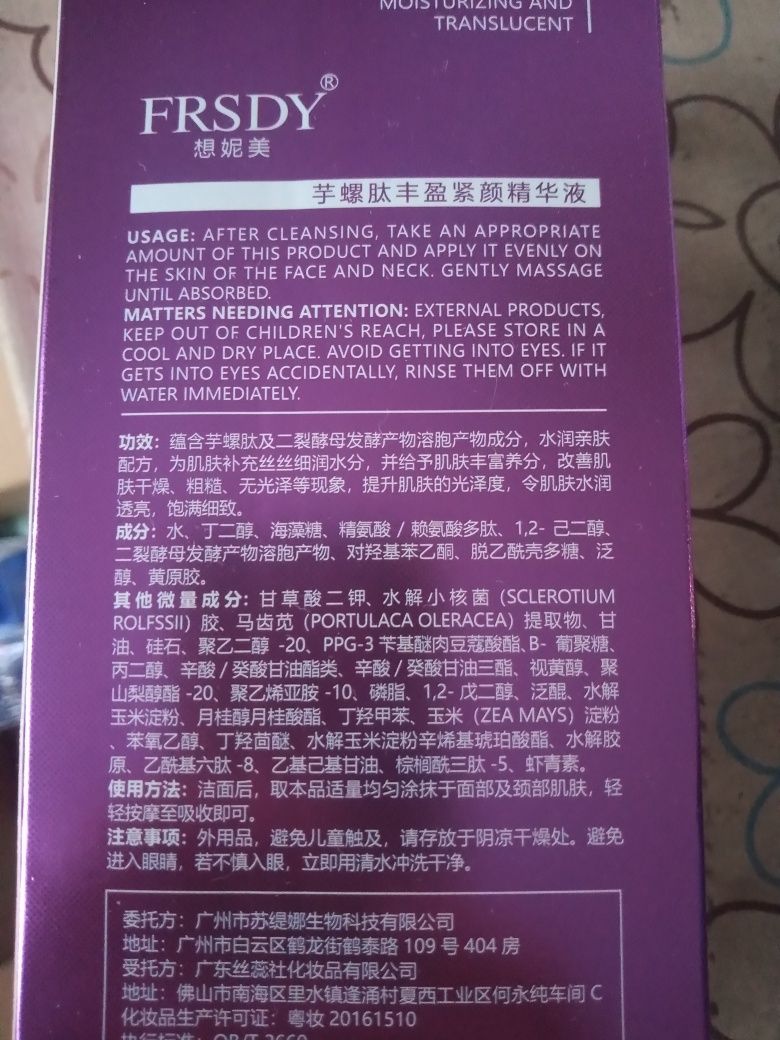 MOISTURIZING AND
TRANSLUCENT
FRSDY®
想妮美
芋螺肽丰盈紧颜精华液
USAGE: AFTER CLEANSING, TAKE AN APPROPRIATE
AMOUNT OF THIS PRODUCT AND APPLY IT EVENLY ON
THE SKIN OF THE FACE AND NECK. GENTLY MASSAGE
UNTIL ABSORBED.
MATTERS NEEDING ATTENTION: EXTERNAL PRODUCTS,
KEEP OUT OF CHILDREN'S REACH, PLEASE STORE IN A
COOL AND DRY PLACE. AVOID GETTING INTO EYES. IF IT
GETS INTO EYES ACCIDENTALLY, RINSE THEM OFF WITH
WATER IMMEDIATELY.
功效：蕴含芋螺肽及二裂酵母发酵产物溶胞产物成分，水润亲肤
配方，为肌肤补充丝丝细润水分，并给予肌肤丰富养分，改善肌
肤干燥、粗糙、无光泽等现象，提升肌肤的光泽度，令肌肤水润
透亮，饱满细致。
成分：水、丁二醇、海藻糖、精氨酸 / 赖氨酸多肽、1,2- 己二醇、
二裂酵母发酵产物溶胞产物、对羟基苯乙酮、脱乙酰壳多糖、泛
醇、黄原胶。
其他微量成分：甘草酸二钾、水解小核菌 (SCLEROTIUM
ROLFSSII）胶、马齿苋（PORTULACA OLERACEA）提取物、甘
油、硅石、聚乙二醇 -20、PPG-3 苄基醚肉豆蔻酸酯、B- 葡聚糖、
丙二醇、辛酸 / 癸酸甘油酯类、辛酸 / 癸酸甘油三酯、视黄醇、聚
山梨醇酯 -20、聚乙烯亚胺 -10、磷脂、1,2- 戊二醇、泛醌、水解
玉米淀粉、月桂醇月桂酸酯、丁羟甲苯、玉米（ZEA MAYS）淀粉
、苯氧乙醇、丁羟茴醚、水解玉米淀粉辛烯基琥珀酸酯、水解胶
原、乙酰基六肽 -8、乙基己基甘油、棕榈酰三肽 -5、虾青素。
使用方法：洁面后，取本品适量均匀涂抹于面部及颈部肌肤，轻
轻按摩至吸收即可。
注意事项：外用品，避免儿童触及，请存放于阴凉干燥处。避免
进入眼睛，若不慎入眼，立即用清水冲洗干净。
委托方：广州市苏缇娜生物科技有限公司
地址：广州市白云区鹤龙街鹤泰路 109 号 404 房
受托方：广东丝蕊社化妆品有限公司
地址：佛山市南海区里水镇逢涌村夏西工业区何永纯车间 C
化妆品生产许可证：粤妆 20161510
执行标准：QB/T 2660